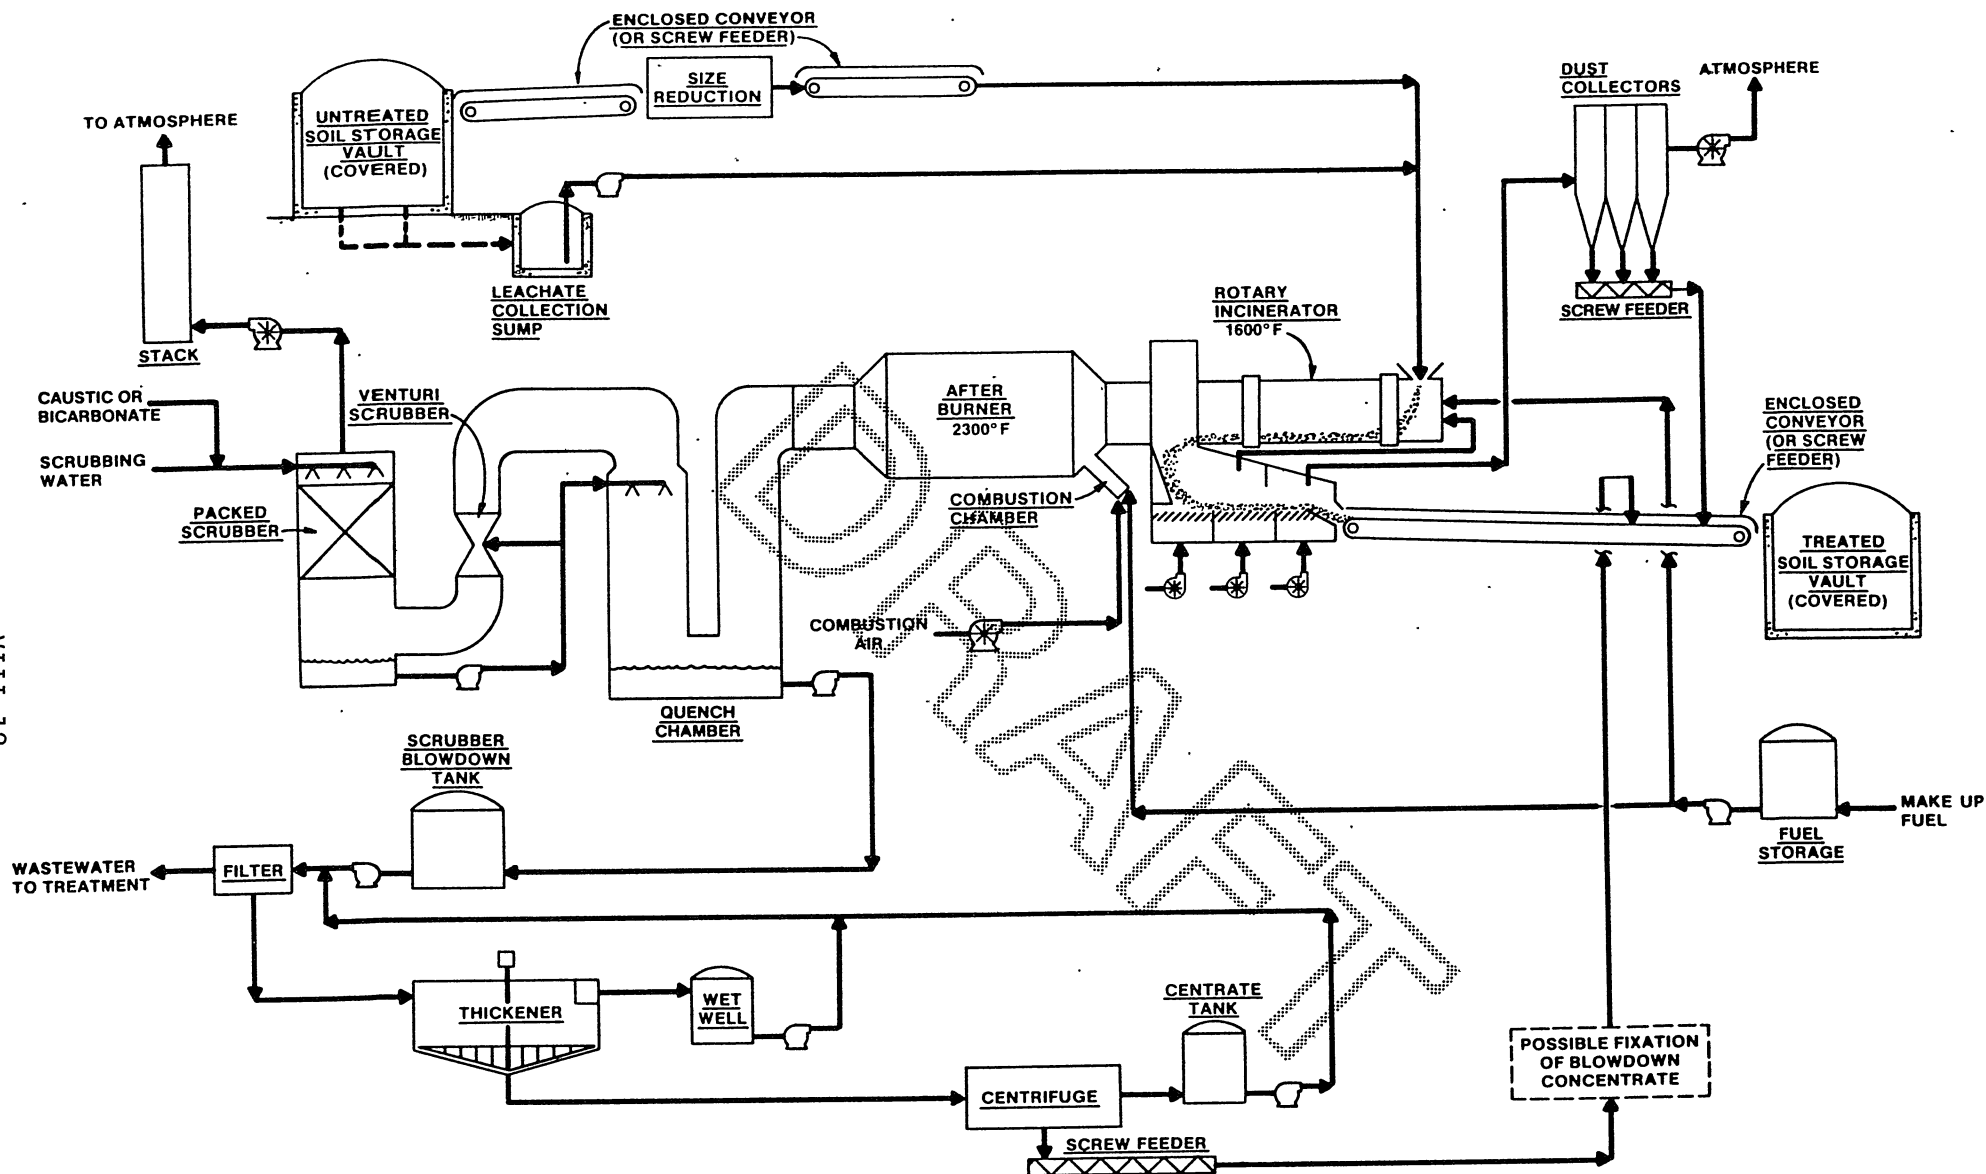 ENCLOSED CONVEYOR
(OR SCREW FEEDER)
SIZE
REDUCTION
UNTREATED
SOIL STORAGE
VAULT
(COVERED)
TO ATMOSPHERE
DUST
COLLECTORS
ATMOSPHERE
SCREW FEEDER
LEACHATE
COLLECTION
SUMP
ROTARY
INCINERATOR
1600°F
STACK
CAUSTIC OR
BICARBONATE
SCRUBBING
WATER
VENTURI
SCRUBBER
PACKED
SCRUBBER
AFTER
BURNER
2300°F
COMBUSTION
CHAMBER
ENCLOSED
CONVEYOR
(OR SCREW
FEEDER)
TREATED
SOIL STORAGE
VAULT
(COVERED)
COMBUSTION
AIR
QUENCH
CHAMBER
SCRUBBER
BLOWDOWN
TANK
MAKE UP
FUEL
FUEL
STORAGE
WASTEWATER
TO TREATMENT
FILTER
THICKENER
WET
WELL
CENTRATE
TANK
CENTRIFUGE
SCREW FEEDER
POSSIBLE FIXATION
OF BLOWDOWN
CONCENTRATE
DRAFT